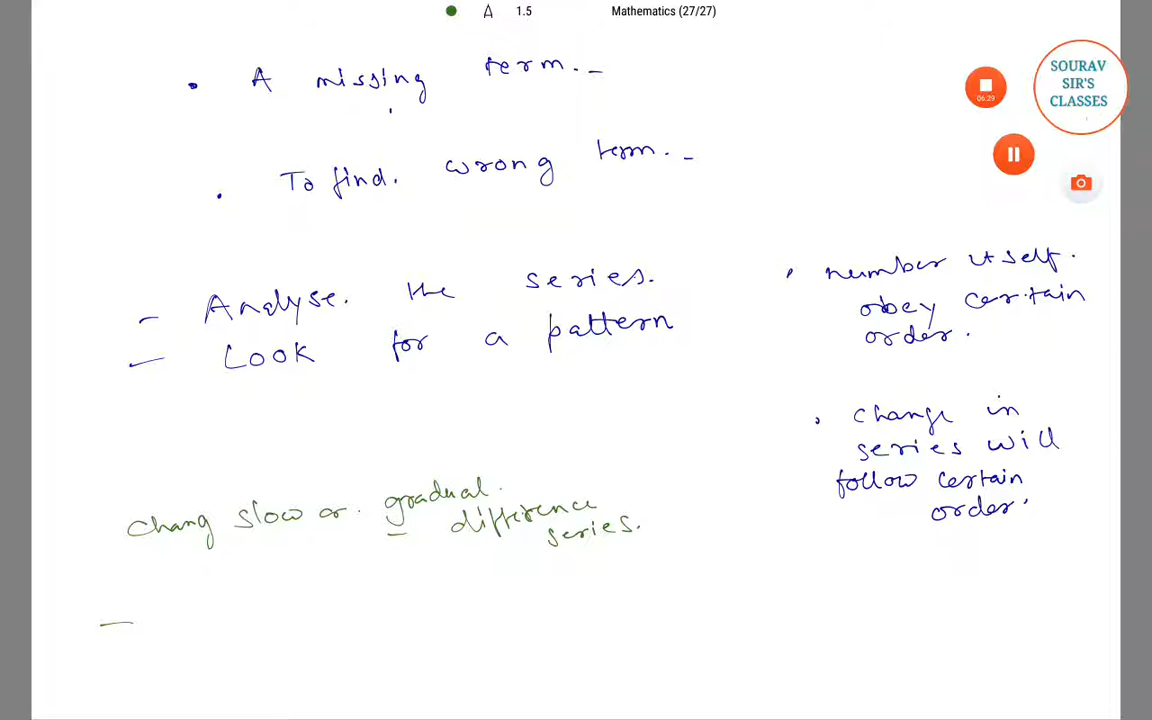 A 1.5 Mathematics (27/27)
SOURAV
SIR'S
CLASSES
06:29
• A missing term. -
• To find. wrong term. -
- Analyse. the series.
- Look for a pattern
• number itself.
obey certain
order.
• change in
series will
follow certain
order.
Chang slow or. gradual.
difference
series.
-